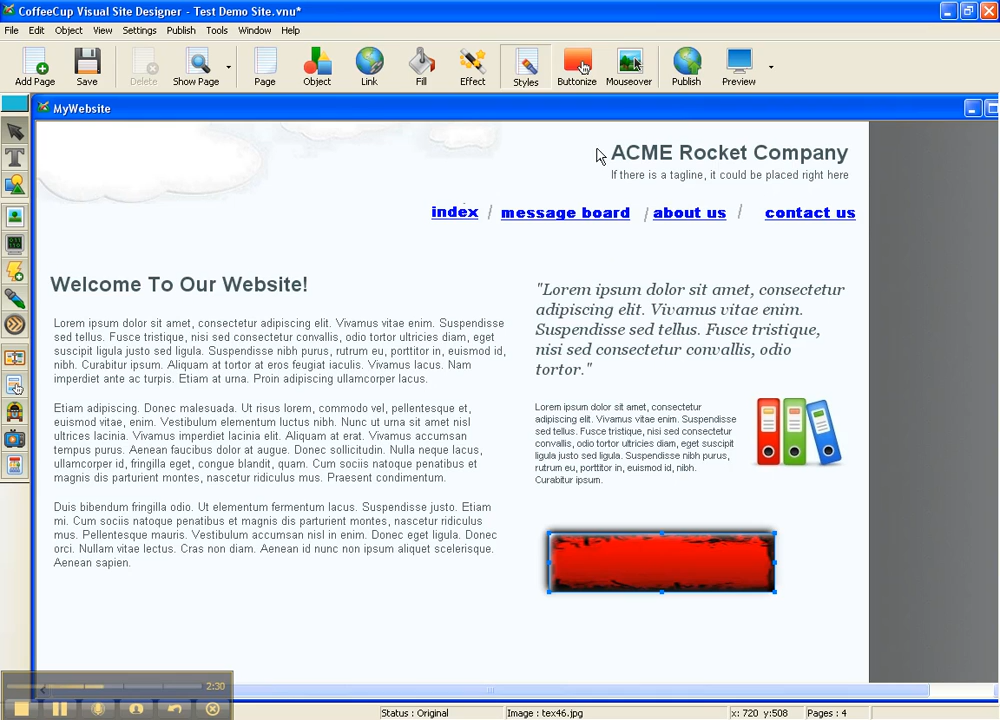 CoffeeCup Visual Site Designer - Test Demo Site.vnu*
File Edit Object View Settings Publish Tools Window Help
Add Page Save Delete Show Page Page Object Link Fill Effect Styles Buttonize Mouseover Publish Preview
MyWebsite
ACME Rocket Company
If there is a tagline, it could be placed right here
index / message board / about us / contact us
Welcome To Our Website!
Lorem ipsum dolor sit amet, consectetur adipiscing elit. Vivamus vitae enim. Suspendisse
sed tellus. Fusce tristique, nisi sed consectetur convallis, odio tortor ultricies diam, eget
suscipit ligula justo sed ligula. Suspendisse nibh purus, rutrum eu, porttitor in, euismod id,
nibh. Curabitur ipsum. Aliquam at tortor at eros feugiat iaculis. Vivamus lacus. Nam
imperdiet ante ac turpis. Etiam at urna. Proin adipiscing ullamcorper lacus.
Etiam adipiscing. Donec malesuada. Ut risus lorem, commodo vel, pellentesque et,
euismod vitae, enim. Vestibulum elementum luctus nibh. Nunc ut urna sit amet nisl
ultrices lacinia. Vivamus imperdiet lacinia elit. Aliquam at erat. Vivamus accumsan
tempus purus. Aenean faucibus dolor at augue. Donec sollicitudin. Nulla neque lacus,
ullamcorper id, fringilla eget, congue blandit, quam. Cum sociis natoque penatibus et
magnis dis parturient montes, nascetur ridiculus mus. Praesent condimentum.
Duis bibendum fringilla odio. Ut elementum fermentum lacus. Suspendisse justo. Etiam
mi. Cum sociis natoque penatibus et magnis dis parturient montes, nascetur ridiculus
mus. Pellentesque mauris. Vestibulum accumsan nisl in enim. Donec eget ligula. Donec
orci. Nullam vitae lectus. Cras non diam. Aenean id nunc non ipsum aliquet scelerisque.
Aenean sapien.
"Lorem ipsum dolor sit amet, consectetur
adipiscing elit. Vivamus vitae enim.
Suspendisse sed tellus. Fusce tristique,
nisi sed consectetur convallis, odio
tortor."
Lorem ipsum dolor sit amet, consectetur
adipiscing elit. Vivamus vitae enim. Suspendisse
sed tellus. Fusce tristique, nisi sed consectetur
convallis, odio tortor ultricies diam, eget suscipit
ligula justo sed ligula. Suspendisse nibh purus,
rutrum eu, porttitor in, euismod id, nibh.
Curabitur ipsum.
2:30
Status : Original Image : tex46.jpg x: 720 y:508 Pages : 4